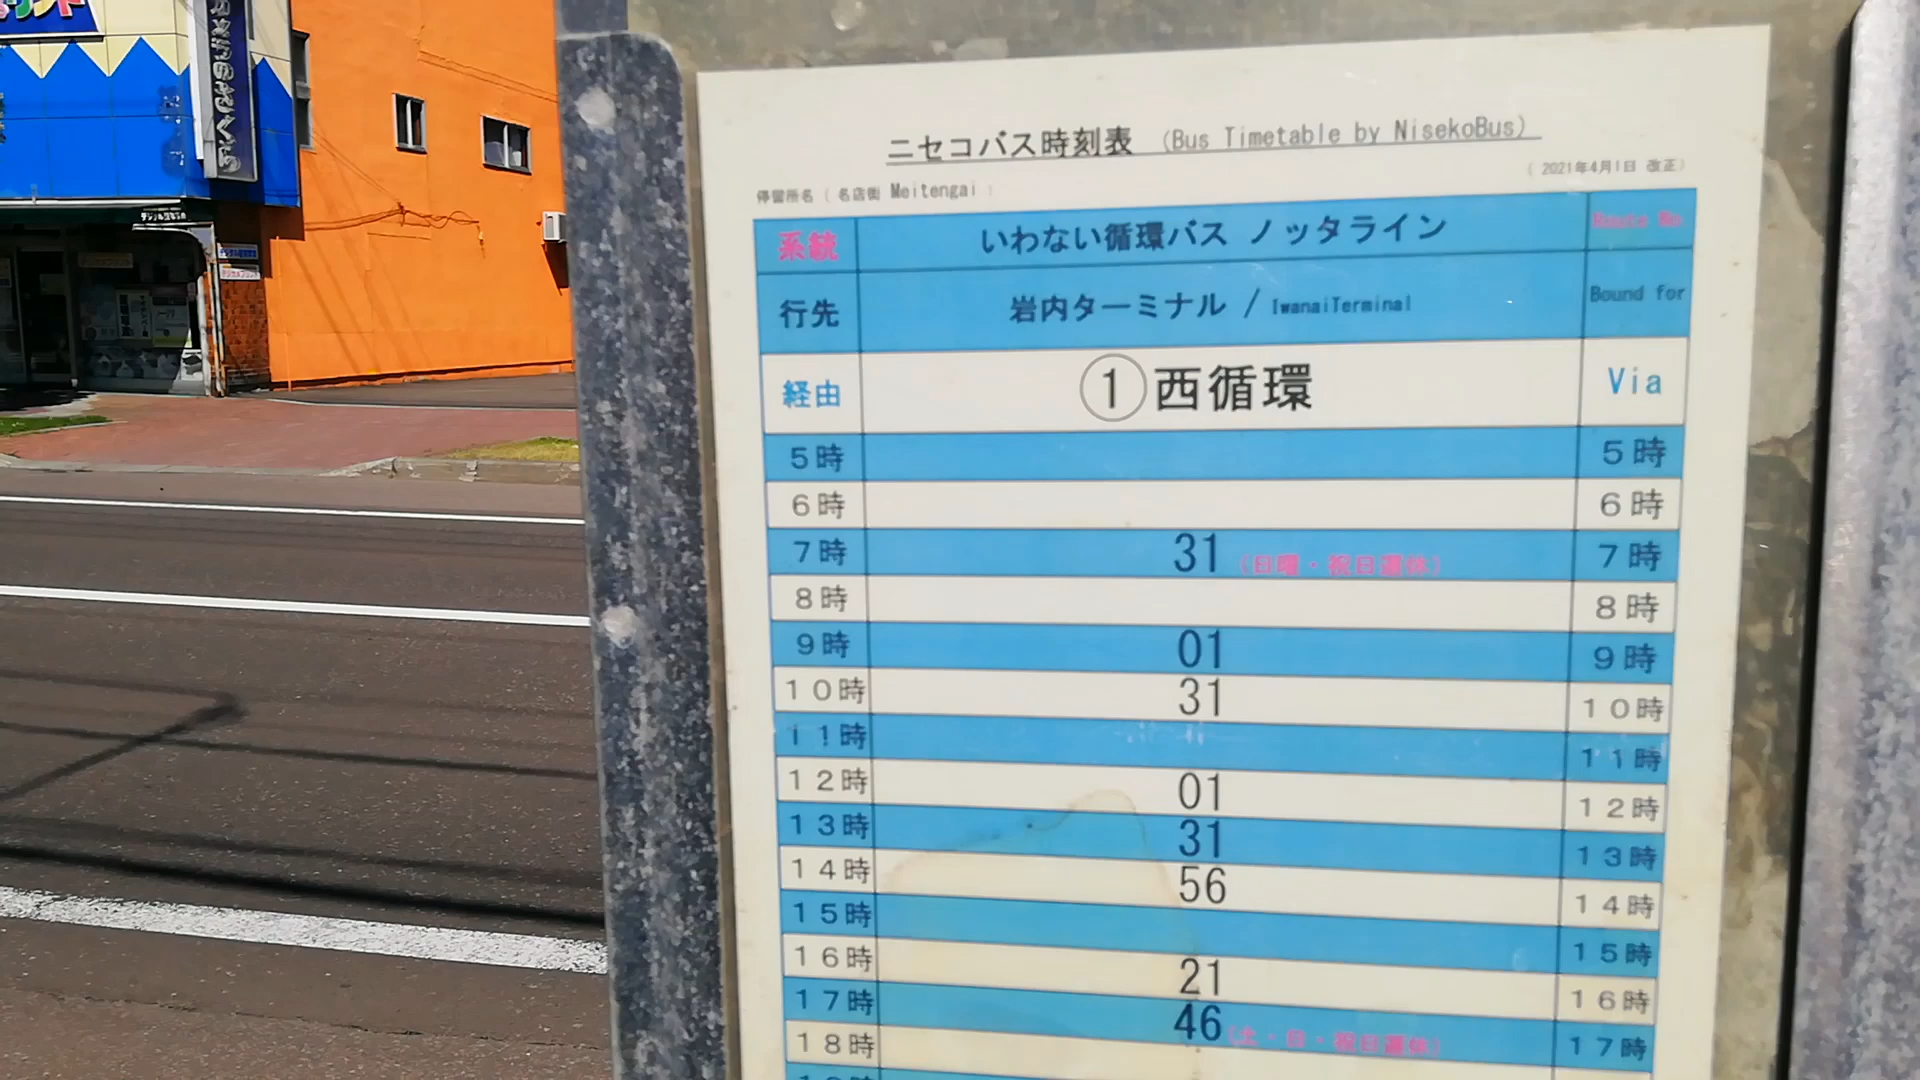 ニセコバス時刻表 (Bus Timetable by NisekoBus)
(2021年4月1日 改正)
停留所名 ( 名店街 Meitengai )
系統 いわない循環バス ノッタライン Route No
行先 岩内ターミナル / IwanaiTerminal Bound for
経由 ①西循環 Via
5時 5時
6時 6時
7時 31 (日曜・祝日運休) 7時
8時 8時
9時 01 9時
10時 31 10時
11時 11時
12時 01 12時
13時 31 13時
14時 56 14時
15時 15時
16時 21 16時
17時 46 (土・日・祝日運休) 17時
18時